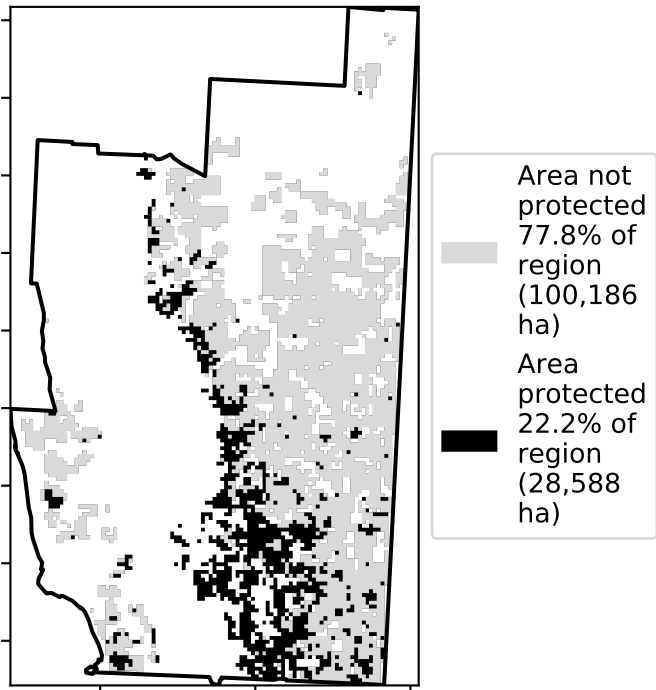 Area not
protected
77.8% of
region
(100,186
ha)
Area
protected
22.2% of
region
(28,588
ha)